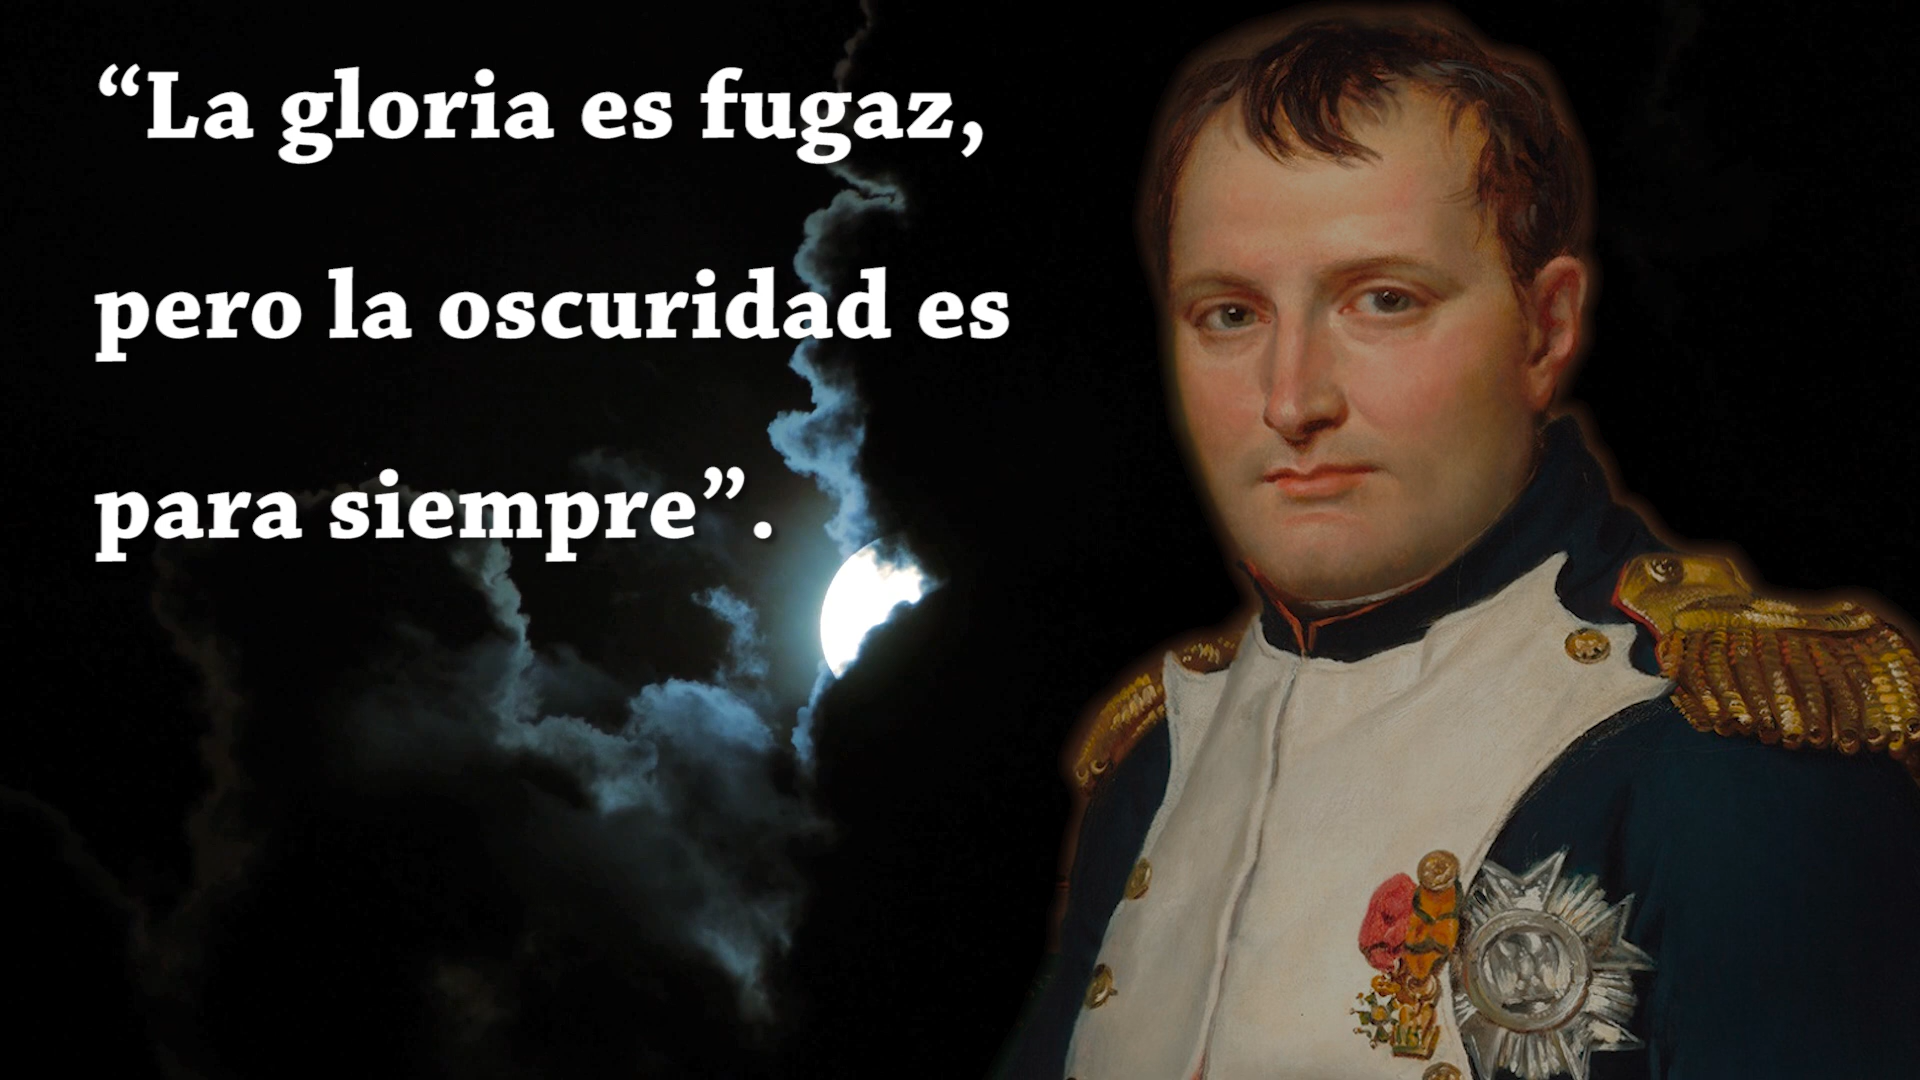 “La gloria es fugaz,
pero la oscuridad es
para siempre”.